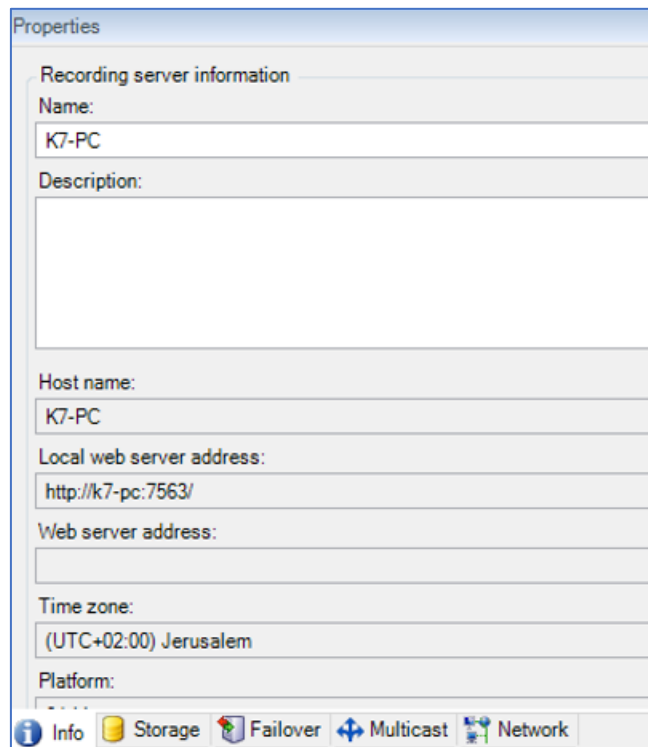 Properties
Recording server information
Name:
K7-PC
Description:
Host name:
K7-PC
Local web server address:
http://k7-pc:7563/
Web server address:
Time zone:
(UTC+02:00) Jerusalem
Platform:
Info Storage Failover Multicast Network